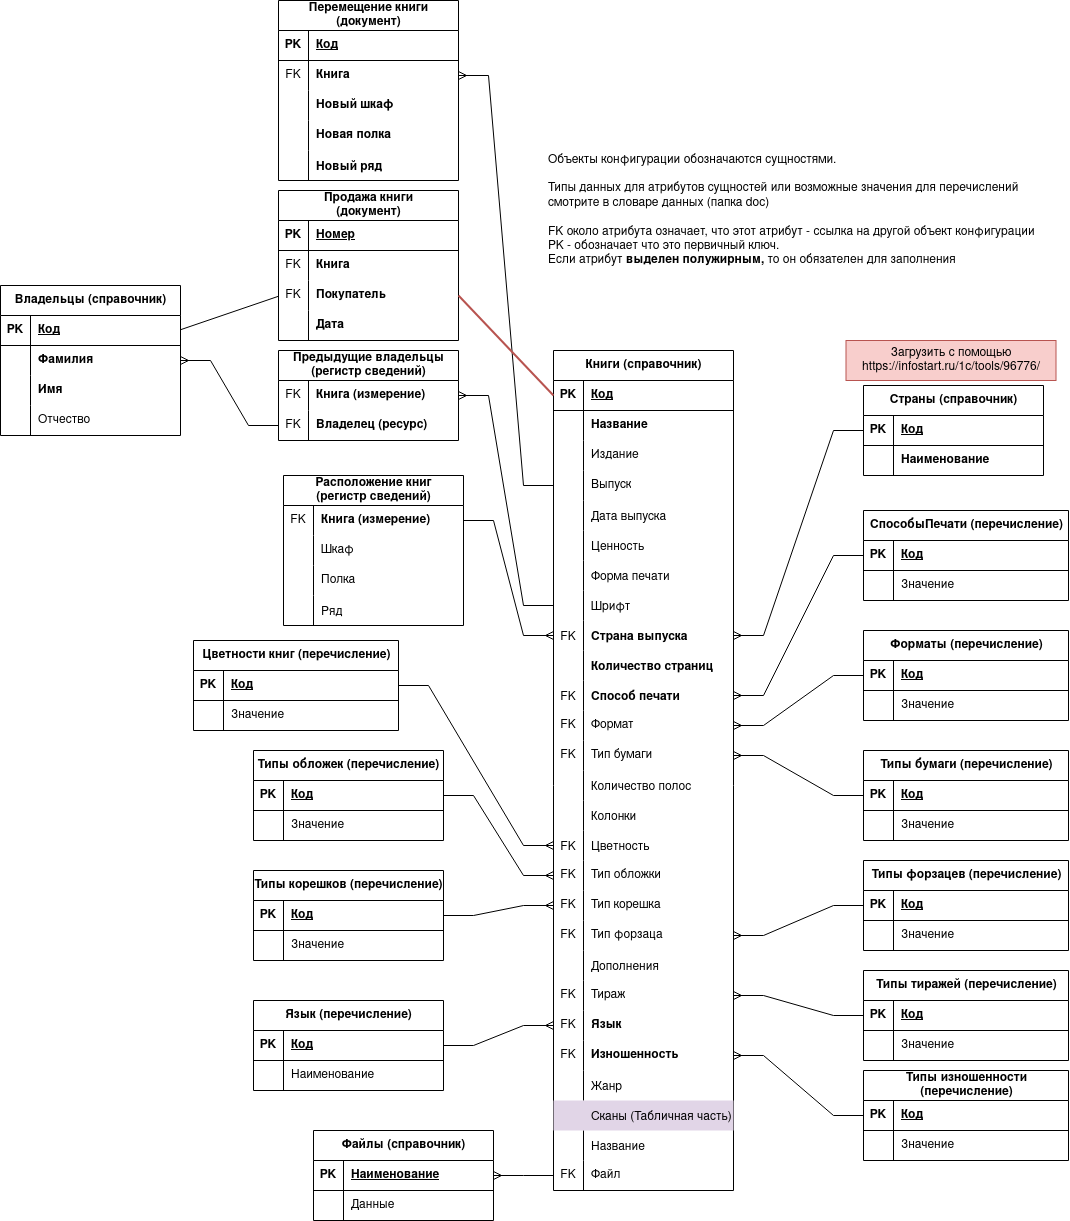 Перемещение книги
(документ)
PK Код
FK Книга
Новый шкаф
Новая полка
Новый ряд
Объекты конфигурации обозначаются сущностями.
Типы данных для атрибутов сущностей или возможные значения для перечислений
смотрите в словаре данных (папка doc)
FK около атрибута означает, что этот атрибут - ссылка на другой объект конфигурации
PK - обозначает что это первичный ключ.
Если атрибут выделен полужирным, то он обязателен для заполнения
Продажа книги
(документ)
PK Номер
FK Книга
FK Покупатель
Дата
Владельцы (справочник)
PK Код
Фамилия
Имя
Отчество
Предыдущие владельцы
(регистр сведений)
FK Книга (измерение)
FK Владелец (ресурс)
Расположение книг
(регистр сведений)
FK Книга (измерение)
Шкаф
Полка
Ряд
Цветности книг (перечисление)
PK Код
Значение
Типы обложек (перечисление)
PK Код
Значение
Типы корешков (перечисление)
PK Код
Значение
Язык (перечисление)
PK Код
Наименование
Файлы (справочник)
PK Наименование
Данные
Книги (справочник)
PK Код
Название
Издание
Выпуск
Дата выпуска
Ценность
Форма печати
Шрифт
FK Страна выпуска
Количество страниц
FK Способ печати
FK Формат
FK Тип бумаги
Количество полос
Колонки
FK Цветность
FK Тип обложки
FK Тип корешка
FK Тип форзаца
Дополнения
FK Тираж
FK Язык
FK Изношенность
Жанр
Сканы (Табличная часть)
Название
FK Файл
Загрузить с помощью
https://infostart.ru/1c/tools/96776/
Страны (справочник)
PK Код
Наименование
СпособыПечати (перечисление)
PK Код
Значение
Форматы (перечисление)
PK Код
Значение
Типы бумаги (перечисление)
PK Код
Значение
Типы форзацев (перечисление)
PK Код
Значение
Типы тиражей (перечисление)
PK Код
Значение
Типы изношенности
(перечисление)
PK Код
Значение